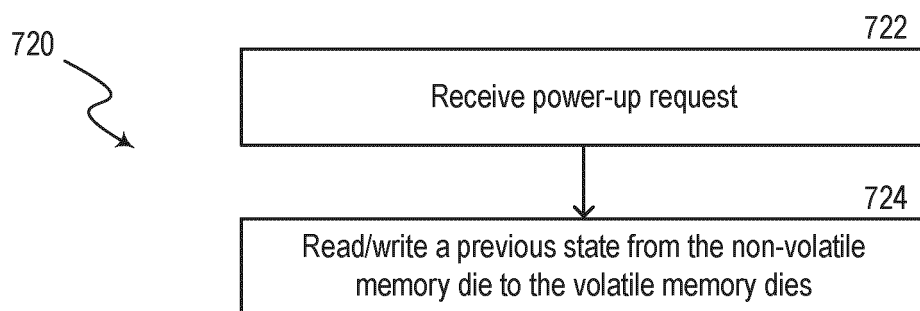 720
722
Receive power-up request
724
Read/write a previous state from the non-volatile
memory die to the volatile memory dies